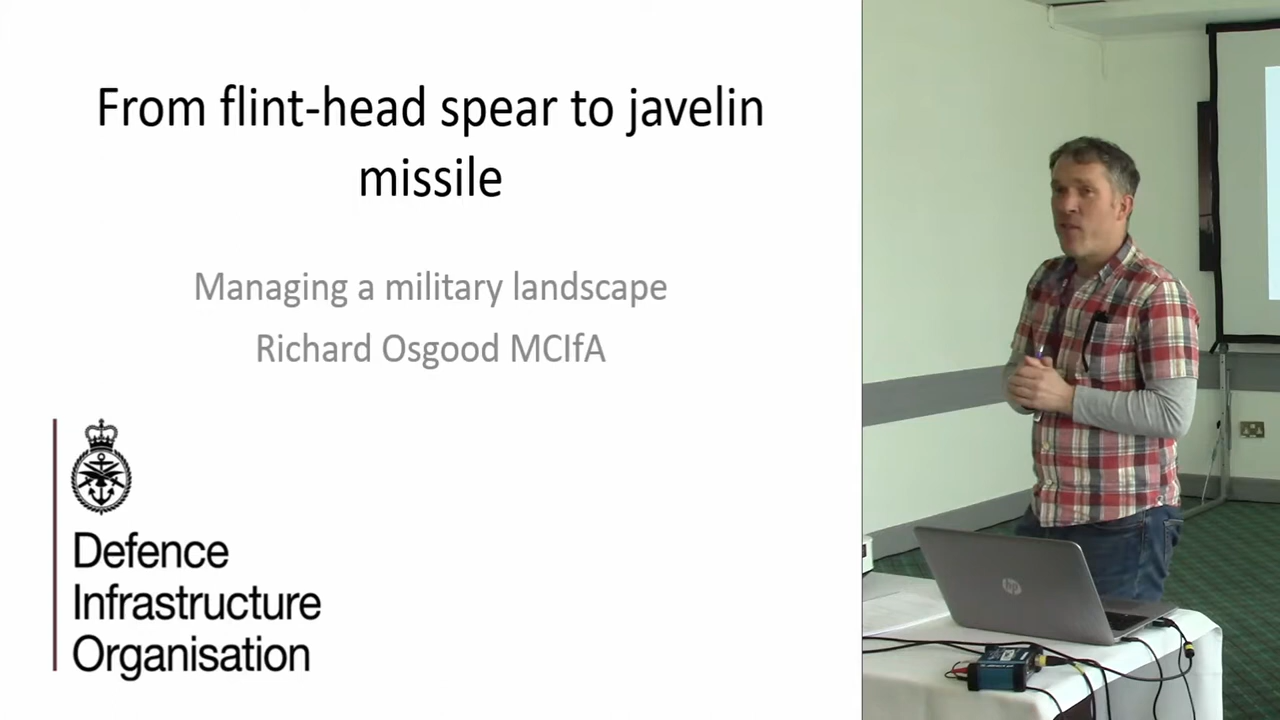 From flint-head spear to javelin
missile
Managing a military landscape
Richard Osgood MCIfA
Defence
Infrastructure
Organisation
hp